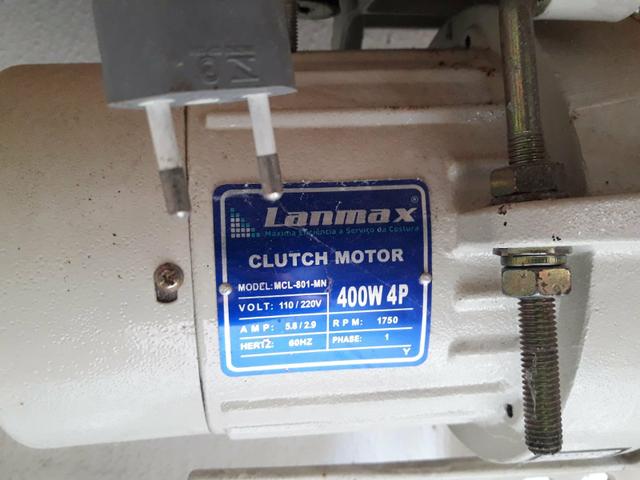 Lanmax®
Máxima Eficiência a Serviço da Costura
CLUTCH MOTOR
MODEL: MCL-801-MN
400W 4P
VOLT: 110 / 220V
AMP: 5.8 / 2.9
RPM: 1750
HERTZ: 60HZ
PHASE: 1
Y